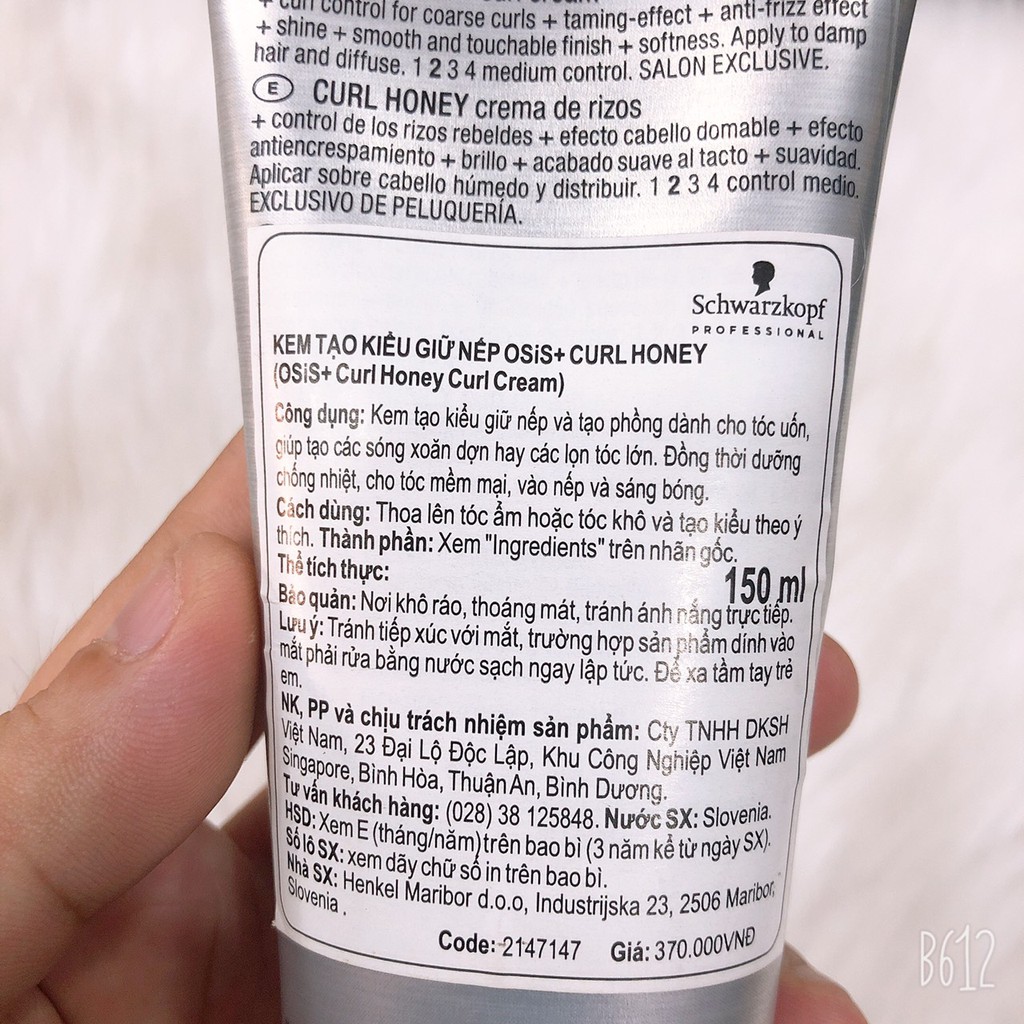 + curl control for coarse curls + taming-effect + anti-frizz effect
+ shine + smooth and touchable finish + softness. Apply to damp
hair and diffuse. 1 2 3 4 medium control. SALON EXCLUSIVE.
E CURL HONEY crema de rizos
+ control de los rizos rebeldes + efecto cabello domable + efecto
antiencrespamiento + brillo + acabado suave al tacto + suavidad.
Aplicar sobre cabello húmedo y distribuir. 1 2 3 4 control medio.
EXCLUSIVO DE PELUQUERÍA.
Schwarzkopf
PROFESSIONAL
KEM TẠO KIỂU GIỮ NẾP OSiS+ CURL HONEY
(OSiS+ Curl Honey Curl Cream)
Công dụng: Kem tạo kiểu giữ nếp và tạo phồng dành cho tóc uốn,
giúp tạo các sóng xoăn dợn hay các lọn tóc lớn. Đồng thời dưỡng
chống nhiệt, cho tóc mềm mại, vào nếp và sáng bóng.
Cách dùng: Thoa lên tóc ẩm hoặc tóc khô và tạo kiểu theo ý
thích. Thành phần: Xem "Ingredients" trên nhãn gốc.
Thể tích thực: 150 ml
Bảo quản: Nơi khô ráo, thoáng mát, tránh ánh nắng trực tiếp.
Lưu ý: Tránh tiếp xúc với mắt, trường hợp sản phẩm dính vào
mắt phải rửa bằng nước sạch ngay lập tức. Để xa tầm tay trẻ
em.
NK, PP và chịu trách nhiệm sản phẩm: Cty TNHH DKSH
Việt Nam, 23 Đại Lộ Độc Lập, Khu Công Nghiệp Việt Nam
Singapore, Bình Hòa, Thuận An, Bình Dương.
Tư vấn khách hàng: (028) 38 125848. Nước SX: Slovenia.
HSD: Xem E (tháng/năm) trên bao bì (3 năm kể từ ngày SX).
Số lô SX: xem dãy chữ số in trên bao bì.
Nhà SX: Henkel Maribor d.o.o, Industrijska 23, 2506 Maribor,
Slovenia .
Code: 2147147 Giá: 370.000VNĐ
B612